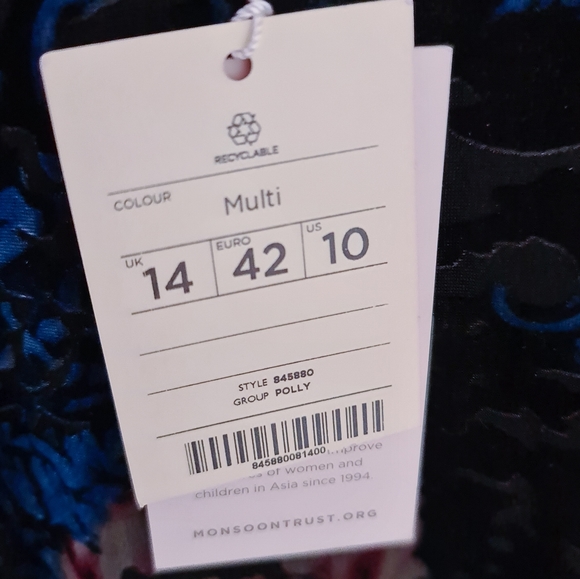 RECYCLABLE
COLOUR Multi
UK 14 EURO 42 US 10
STYLE 845880
GROUP POLLY
845880081400
of women and
children in Asia since 1994.
MONSOONTRUST.ORG